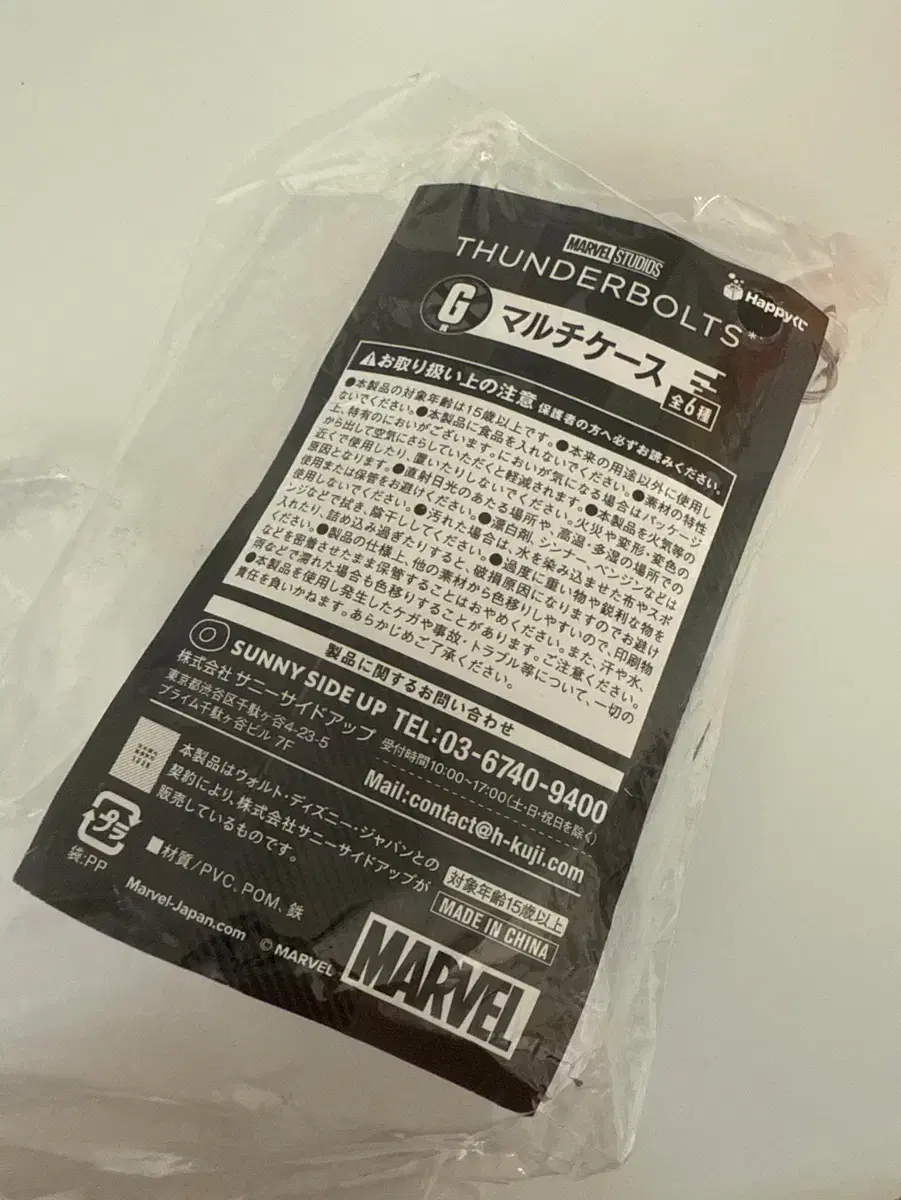 MARVEL STUDIOS
THUNDERBOLTS*
Happyくじ
G
賞
マルチケース
全6種
お取り扱い上の注意 保護者の方へ必ずお読みください。
●本製品の対象年齢は15歳以上です。●本来の用途以外に使用し
ないでください。●本製品に食品を入れないでください。●素材の特性
上、特有のにおいがございます。においが気になる場合はパッケージ
から出して空気にさらしていただくと軽減されます。●本製品を火気等の
近くで使用したり、置いたりしないでください。火災や変形・変色の
原因となります。●直射日光のあたる場所や、高温、多湿の場所での
使用または保管をお避けください。●漂白剤、シンナー、ベンジンなどは
使用しないでください。●汚れた場合は、水を染み込ませた布やスポ
ンジなどで拭き、陰干ししてください。●過度に重い物や鋭利な物を
入れたり、詰め込み過ぎたりすると、破損原因になりますのでお避け
ください。●製品の仕様上、他の素材から色移りしやすいので、印刷物
などを密着させたまま保管することはおやめください。また、汗や水、
雨などで濡れた場合も色移りすることがあります。ご注意ください。
●本製品を使用し発生したケガや事故、トラブル等について、一切の
責任を負いかねます。あらかじめご了承ください。
製品に関するお問い合わせ
SUNNY SIDE UP TEL:03-6740-9400
株式会社 サニーサイドアップ 受付時間10:00~17:00(土・日・祝日を除く)
東京都渋谷区千駄ヶ谷4-23-5
プライム千駄ヶ谷ビル 7F
Mail:contact@h-kuji.com
本製品はウォルト・ディズニー・ジャパンとの
契約により、株式会社サニーサイドアップが
販売しているものです。
プラ
袋:PP
■材質/PVC、POM、鉄
対象年齢15歳以上
MADE IN CHINA
Marvel-Japan.com © MARVEL
MARVEL